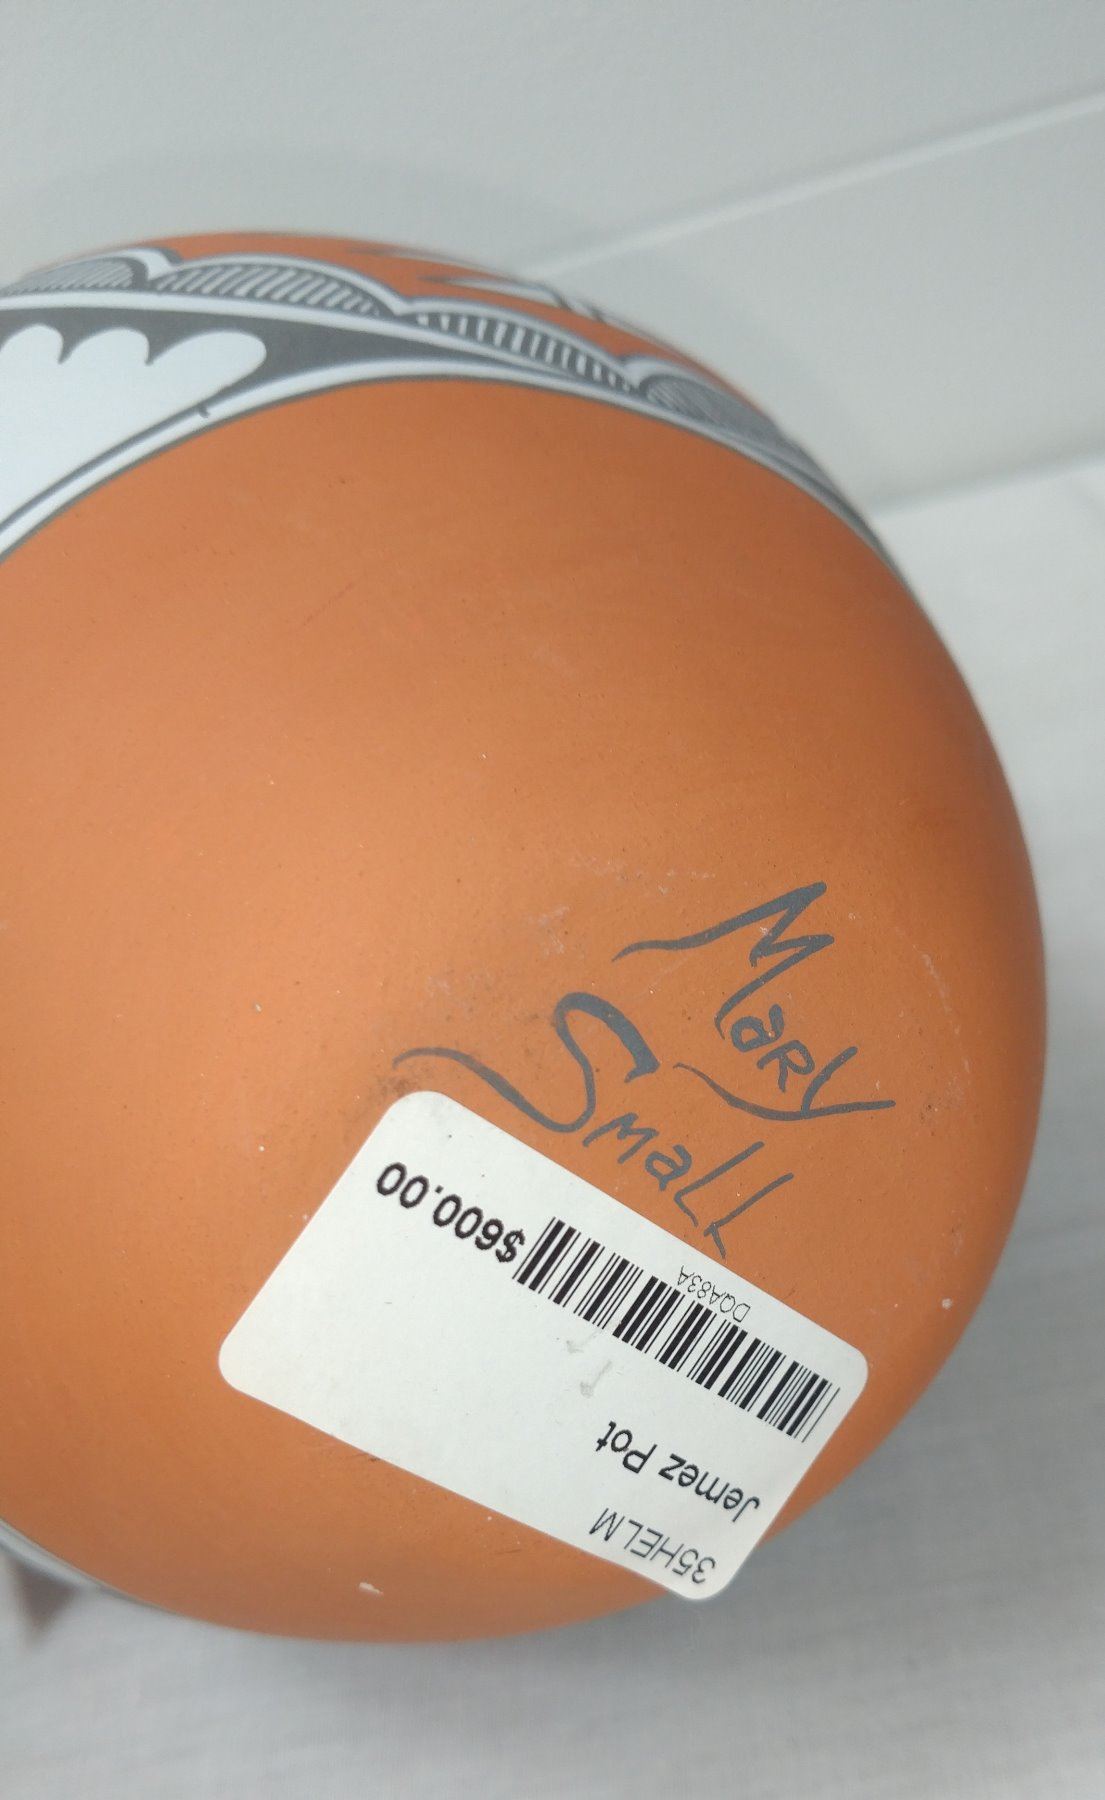 Mary
Small
35HELM
Jemez Pot
DQA83A
$600.00